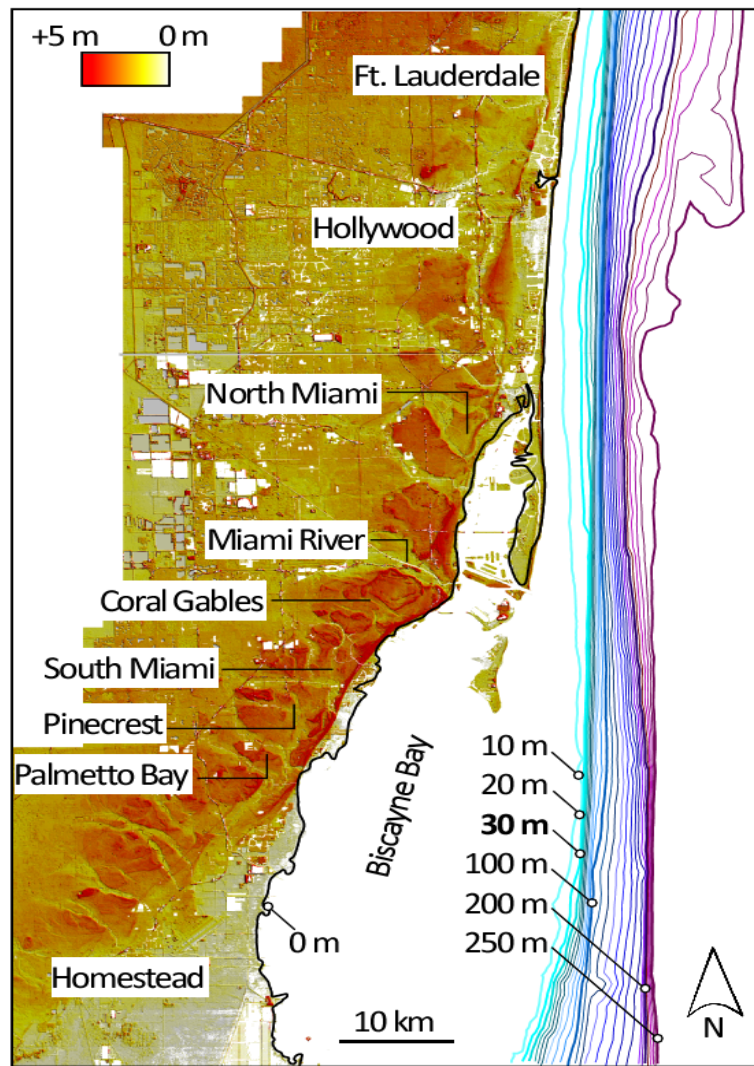 +5 m 0 m
Ft. Lauderdale
Hollywood
North Miami
Miami River
Coral Gables
South Miami
Pinecrest
Palmetto Bay
Biscayne Bay
10 m
20 m
30 m
100 m
200 m
250 m
0 m
Homestead
10 km
N